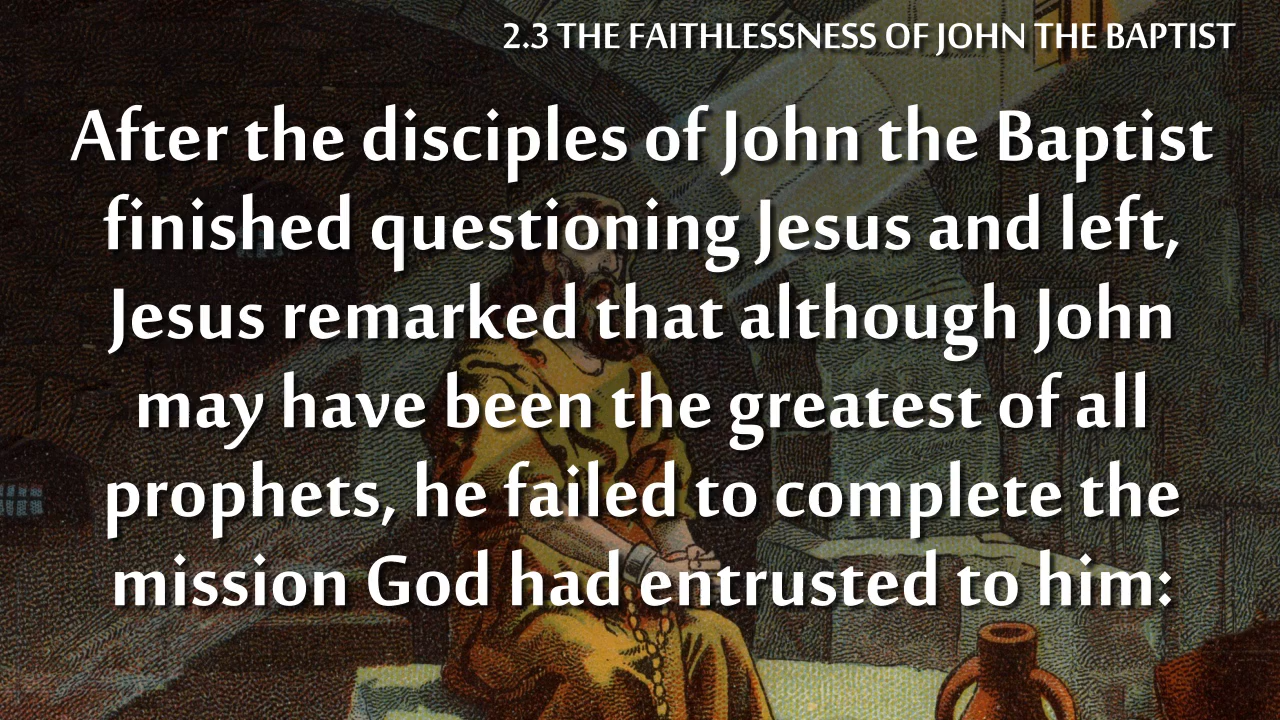 2.3 THE FAITHLESSNESS OF JOHN THE BAPTIST
After the disciples of John the Baptist
finished questioning Jesus and left,
Jesus remarked that although John
may have been the greatest of all
prophets, he failed to complete the
mission God had entrusted to him: